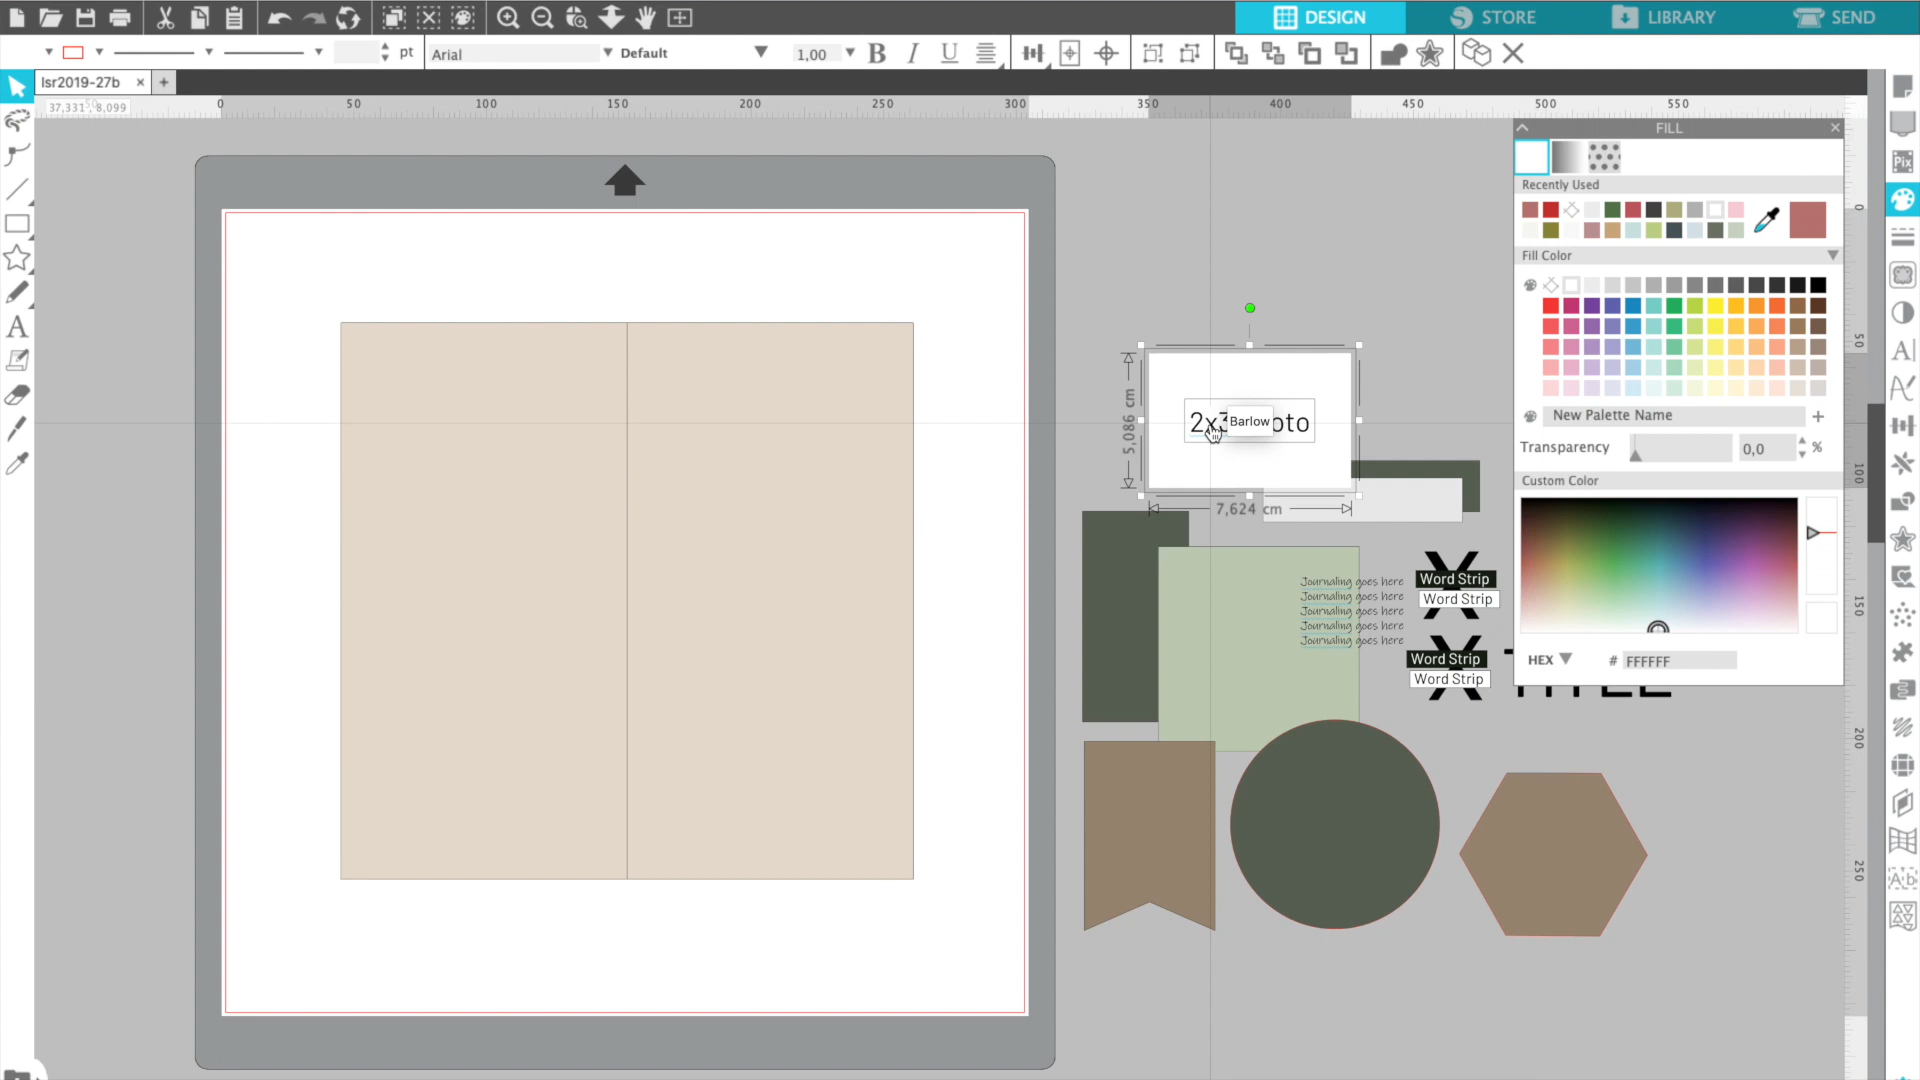 DESIGN
STORE
LIBRARY
SEND
pt
Arial
Default
1,00
B
I
U
lsr2019-27b
37,331 , 8,099
0
50
100
150
200
250
300
350
400
450
500
550
FILL
Pix
Recently Used
Fill Color
New Palette Name
Transparency
0,0
%
Custom Color
HEX
# FFFFFF
2x3
Barlow
oto
5,086 cm
7,624 cm
Journaling goes here
Journaling goes here
Journaling goes here
Journaling goes here
Journaling goes here
X
Word Strip
Word Strip
X
Word Strip
Word Strip
0
50
100
150
200
250